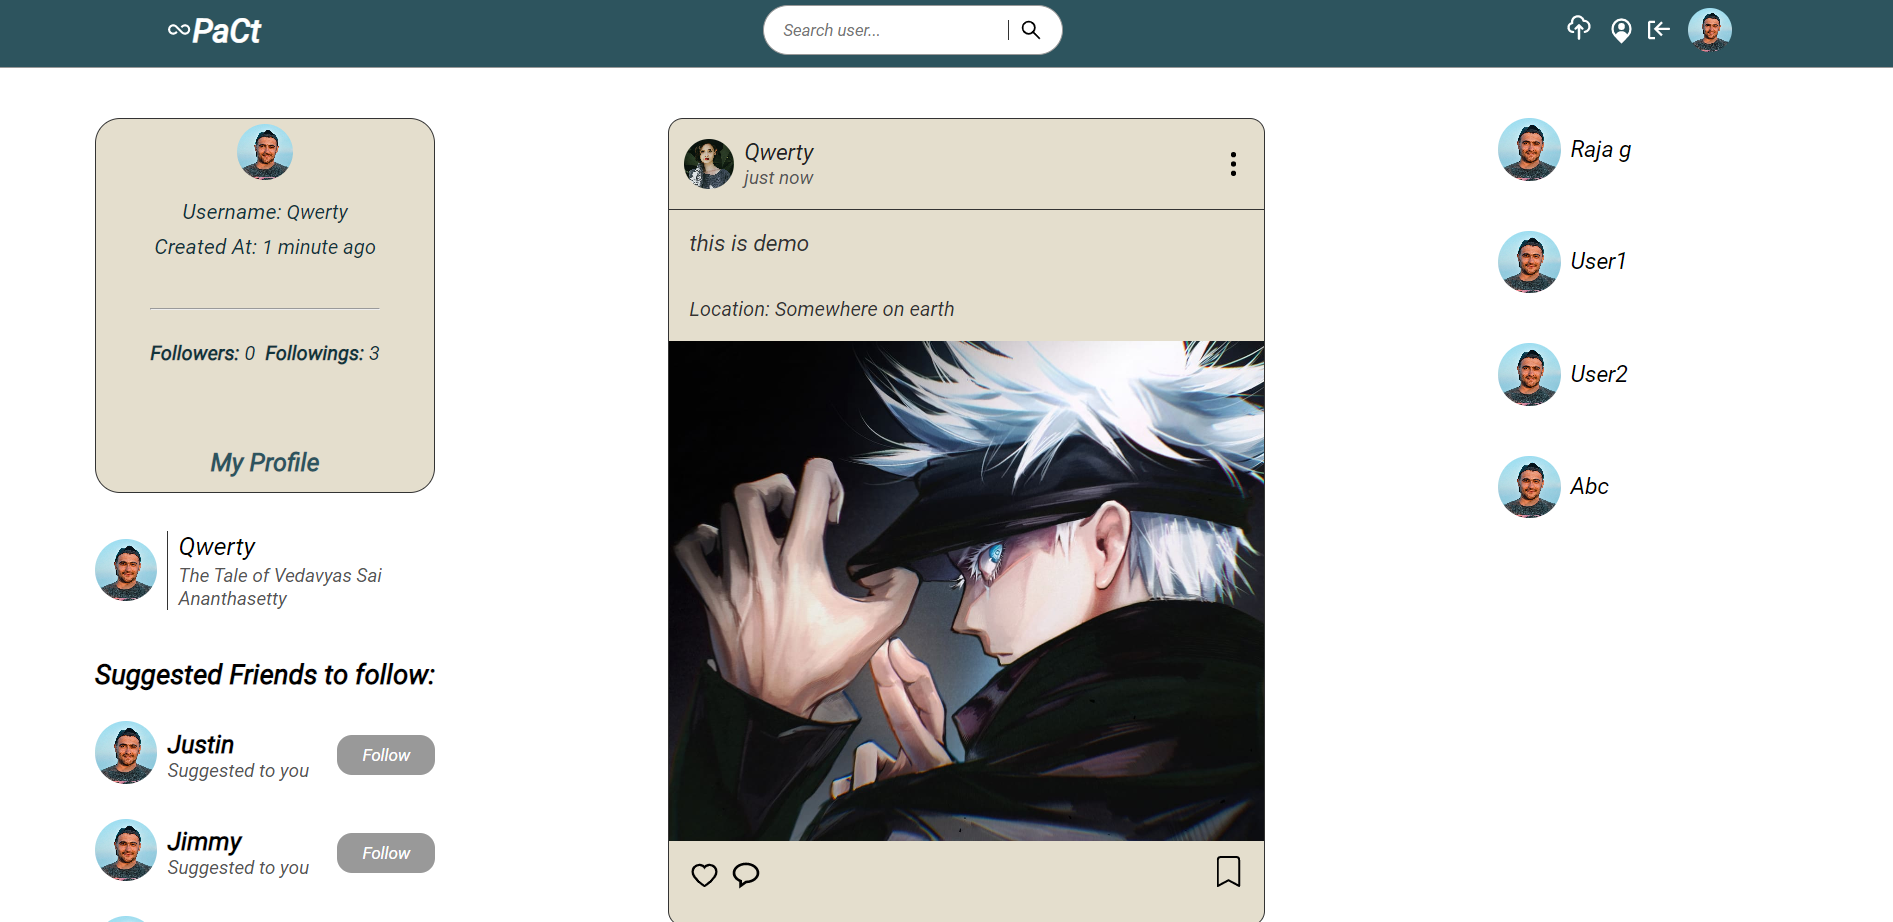 ∞PaCt
Search user...
Username: Qwerty
Created At: 1 minute ago
Followers: 0 Followings: 3
My Profile
Qwerty
The Tale of Vedavyas Sai
Ananthasetty
Suggested Friends to follow:
Justin
Suggested to you
Follow
Jimmy
Suggested to you
Follow
Qwerty
just now
this is demo
Location: Somewhere on earth
Raja g
User1
User2
Abc